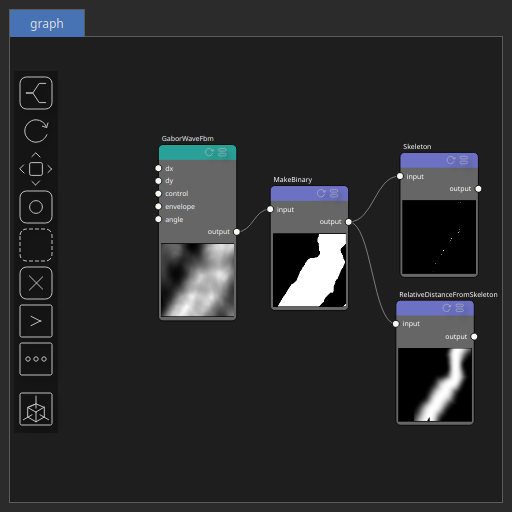 graph
GaborWaveFbm
dx
dy
control
envelope
angle
output
MakeBinary
input
output
Skeleton
input
output
RelativeDistanceFromSkeleton
input
output